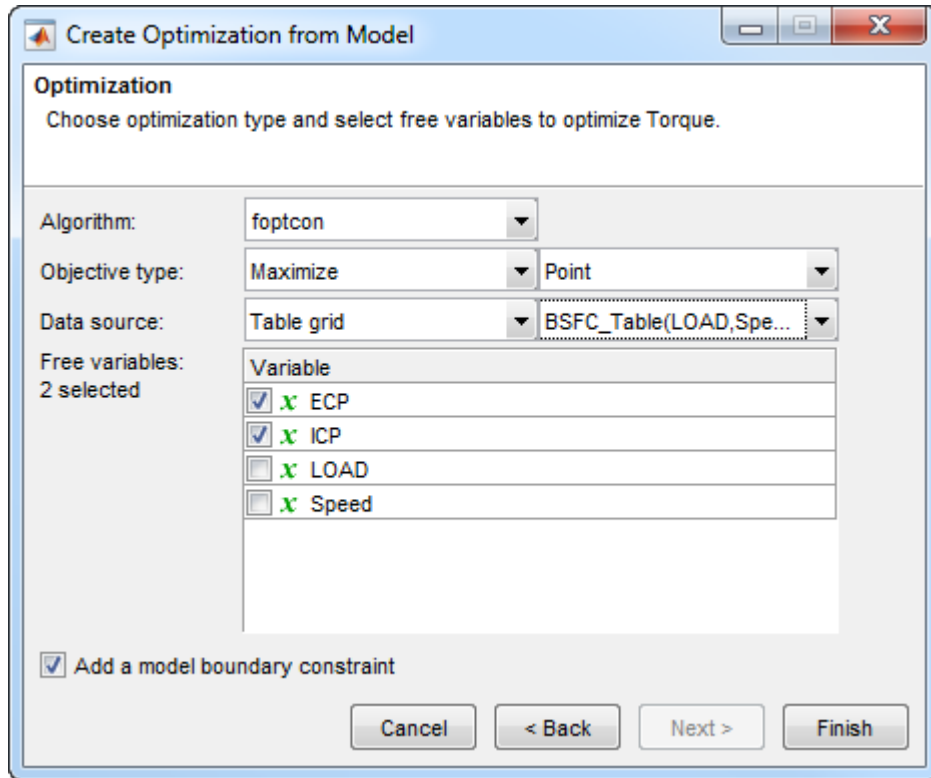 Create Optimization from Model
Optimization
Choose optimization type and select free variables to optimize Torque.
Algorithm: foptcon
Objective type: Maximize Point
Data source: Table grid BSFC_Table(LOAD,Spe...
Free variables: Variable
2 selected
x ECP
x ICP
x LOAD
x Speed
Add a model boundary constraint
Cancel < Back Next > Finish